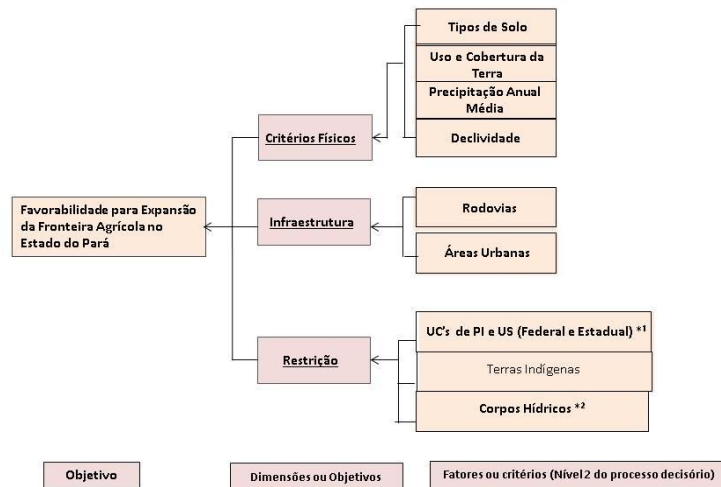 Tipos de Solo
Uso e Cobertura da
Terra
Precipitação Anual
Média
Declividade
Critérios Físicos
Favorabilidade para Expansão
da Fronteira Agrícola no
Estado do Pará
Infraestrutura
Rodovias
Áreas Urbanas
Restrição
UC's de PI e US (Federal e Estadual) *1
Terras Indígenas
Corpos Hídricos *2
Objetivo
Dimensões ou Objetivos
Fatores ou critérios (Nível 2 do processo decisório)